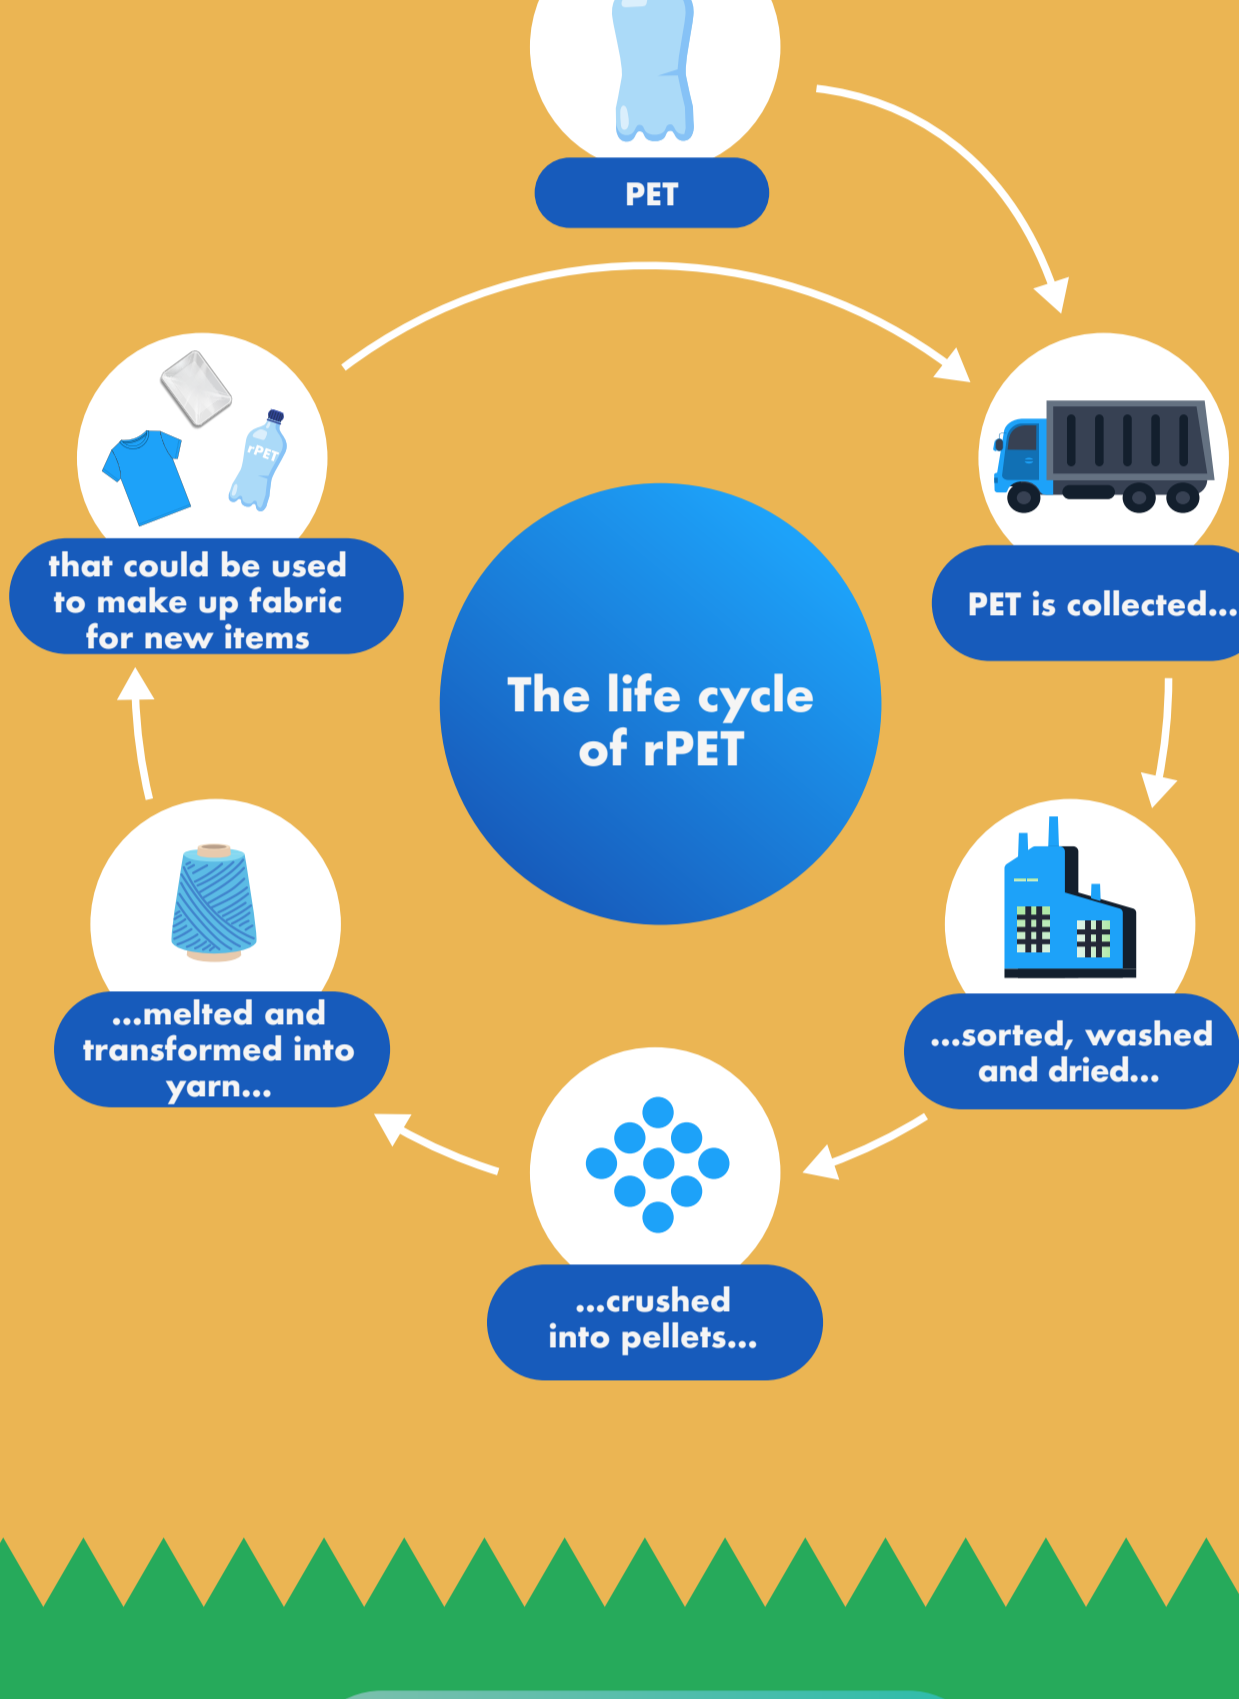 PET
rPET
that could be used
to make up fabric
for new items
PET is collected...
The life cycle
of rPET
...sorted, washed
and dried...
...melted and
transformed into
yarn...
...crushed
into pellets...